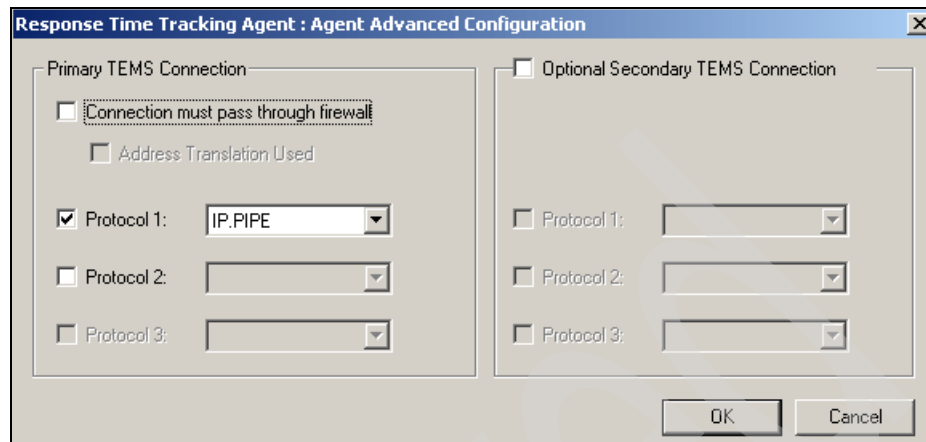 Response Time Tracking Agent : Agent Advanced Configuration
Primary TEMS Connection
Connection must pass through firewall
Address Translation Used
Protocol 1: IP.PIPE
Protocol 2:
Protocol 3:
Optional Secondary TEMS Connection
Protocol 1:
Protocol 2:
Protocol 3:
OK Cancel